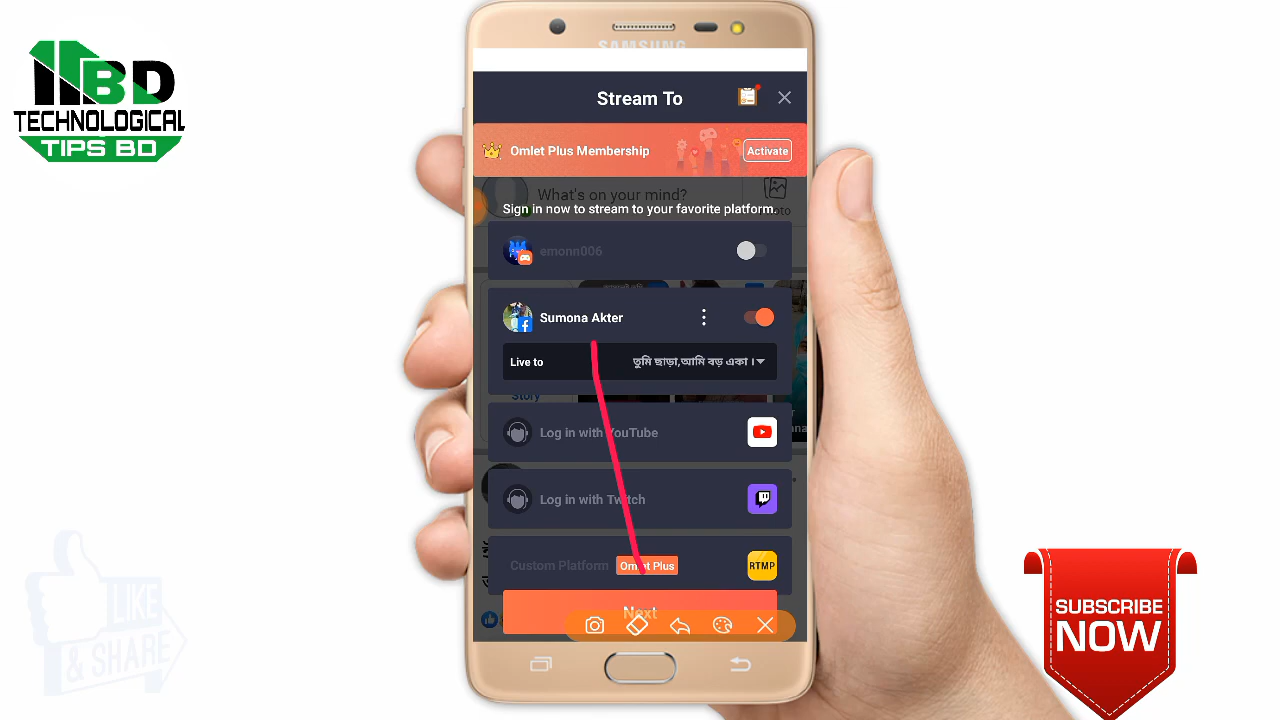 BD
TECHNOLOGICAL
TIPS BD
SAMSUNG
Stream To
Omlet Plus Membership
Activate
What's on your mind?
Sign in now to stream to your favorite platform.
emonn006
Sumona Akter
Live to
তুমি ছাড়া,আমি বড় একা।
Story
Log in with YouTube
Log in with Twitch
Custom Platform
Omlet Plus
RTMP
Next
LIKE
& SHARE
SUBSCRIBE
NOW